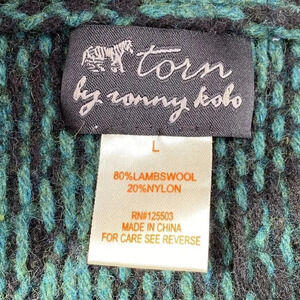 torn
by ronny kobo
L
80%LAMBSWOOL
20%NYLON
RN#125503
MADE IN CHINA
FOR CARE SEE REVERSE